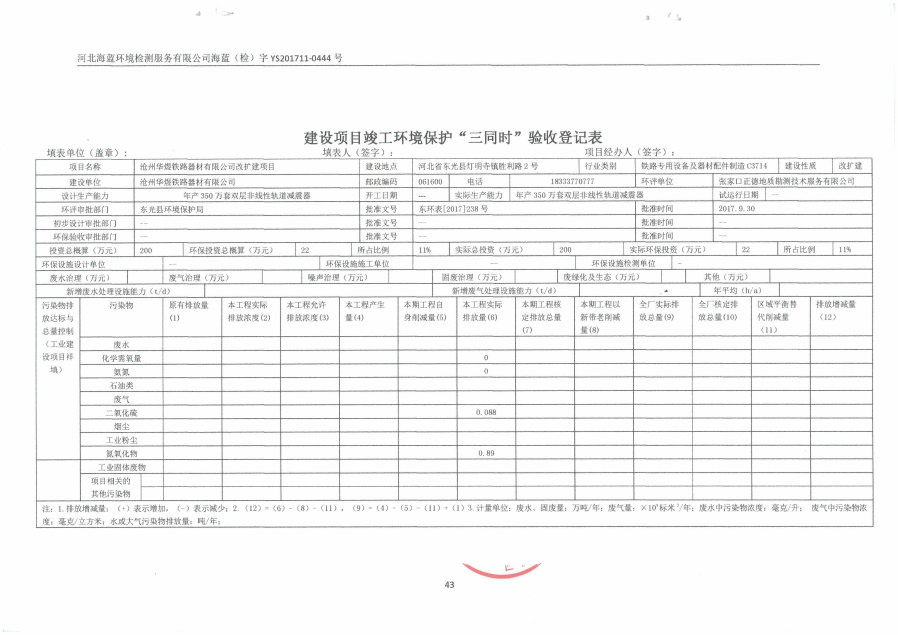 河北海蓝环境检测服务有限公司海蓝（检）字 YS201711-0444 号
建设项目竣工环境保护“三同时”验收登记表
填表单位（盖章）： 填表人（签字）： 项目经办人（签字）：
项目名称 沧州华煜铁路器材有限公司改扩建项目 建设地点 河北省东光县灯明寺镇胜利路 2 号 行业类别 铁路专用设备及器材配件制造 C3714 建设性质 改扩建
建设单位 沧州华煜铁路器材有限公司 邮政编码 061600 电话 18333770777 环评单位 张家口正德地质勘测技术服务有限公司
设计生产能力 年产 350 万套双层非线性轨道减震器 开工日期 --- 实际生产能力 年产 350 万套双层非线性轨道减震器 试运行日期 ---
环评审批部门 东光县环境保护局 批准文号 东环表[2017]238 号 批准时间 2017.9.30
初步设计审批部门 --- 批准文号 --- 批准时间 ---
环保验收审批部门 --- 批准文号 --- 批准时间 ---
投资总概算（万元） 200 环保投资总概算（万元） 22 所占比例 11% 实际总投资（万元） 200 实际环保投资（万元） 22 所占比例 11%
环保设施设计单位 -- 环保设施施工单位 -- 环保设施检测单位 -
废水治理（万元） 废气治理（万元） 噪声治理（万元） 固废治理（万元） 废绿化及生态（万元） 其他（万元）
新增废水处理设施能力（t/d） 新增废气处理设施能力（t/d） 年平均（h/a）
污染物排 污染物 原有排放量 本工程实际 本工程允许 本工程产生 本期工程自 本工程实际 本期工程核 本期工程以 全厂实际排 全厂核定排 区域平衡替 排放增减量
放达标与 (1) 排放浓度(2) 排放浓度(3) 量(4) 身削减量(5) 排放量(6) 定排放总量 新带老削减 放总量(9) 放总量(10) 代削减量 (12)
总量控制 (7) 量(8) (11)
（工业建 废水
设项目样 化学需氧量 0
填） 氨氮 0
石油类
废气
二氧化硫 0.088
烟尘
工业粉尘
氮氧化物 0.89
工业固体废物
项目相关的
其他污染物
注：1.排放增减量：（+）表示增加，（-）表示减少；2.（12）=（6）-（8）-（11），（9）=（4）-（5）-（11）+（1）3.计量单位：废水、固废量：万吨/年；废气量：×10⁴标米³/年；废水中污染物浓度：毫克/升； 废气中污染物浓
度：毫克/立方米；水或大气污染物排放量：吨/年；
43